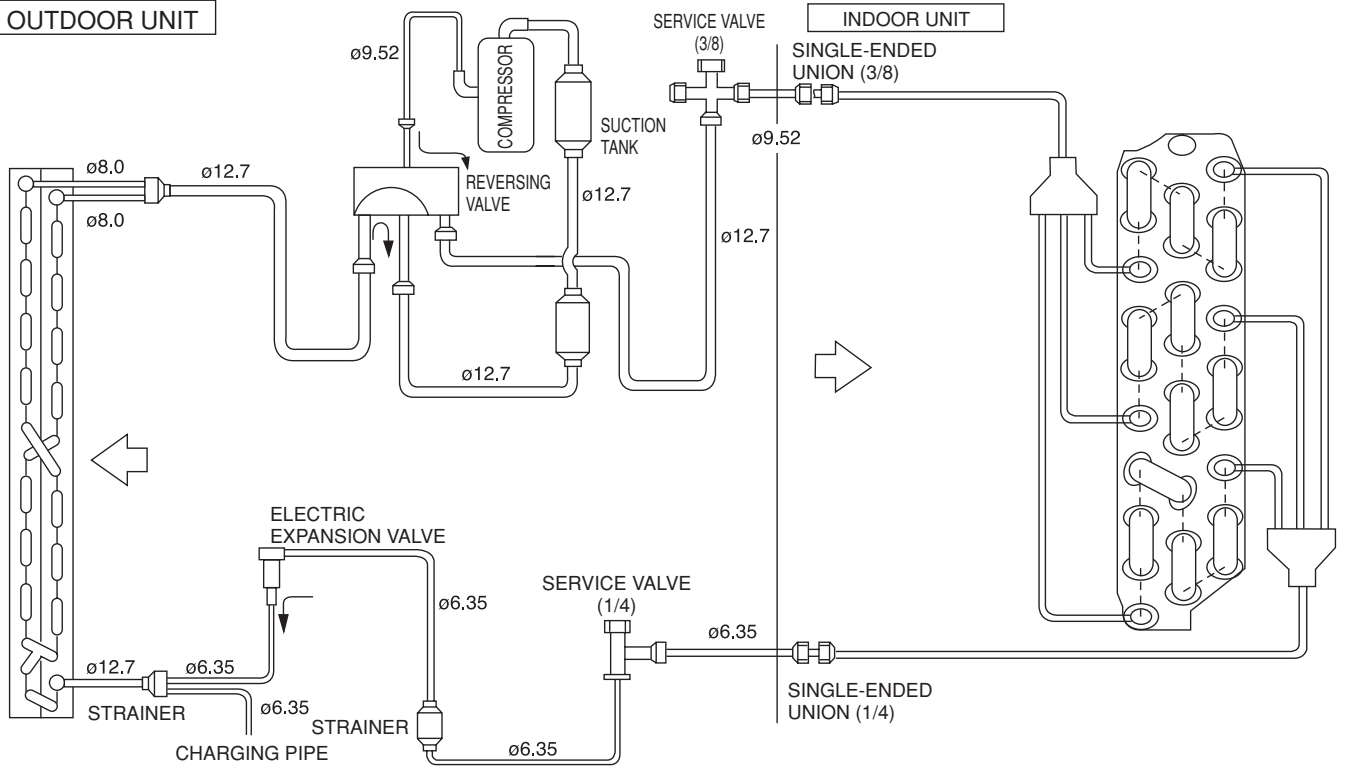 OUTDOOR UNIT
INDOOR UNIT
SERVICE VALVE
(3/8)
SINGLE-ENDED
UNION (3/8)
ø9.52
COMPRESSOR
SUCTION
TANK
ø9.52
ø8.0
ø12.7
REVERSING
VALVE
ø12.7
ø8.0
ø12.7
ø12.7
ELECTRIC
EXPANSION VALVE
SERVICE VALVE
(1/4)
ø6.35
ø6.35
ø12.7
ø6.35
SINGLE-ENDED
UNION (1/4)
STRAINER
ø6.35
STRAINER
CHARGING PIPE
ø6.35